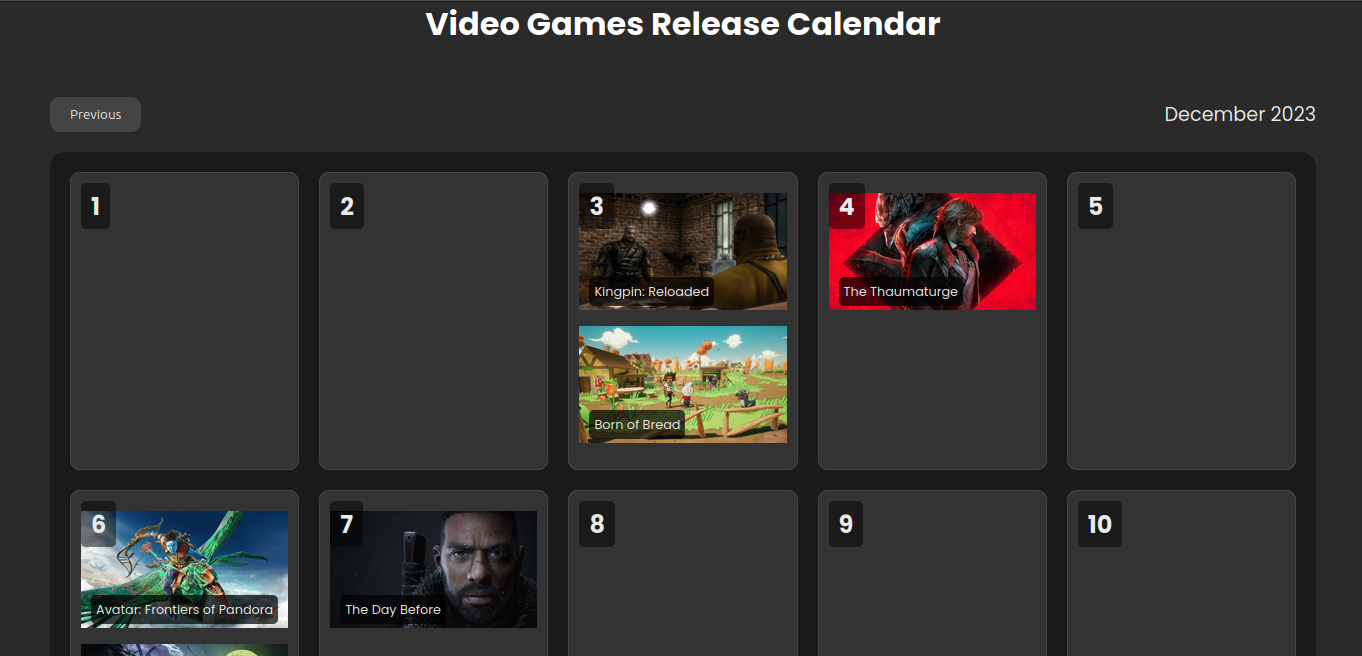 Video Games Release Calendar
Previous
December 2023
1
2
3
Kingpin: Reloaded
Born of Bread
4
The Thaumaturge
5
6
Avatar: Frontiers of Pandora
7
The Day Before
8
9
10